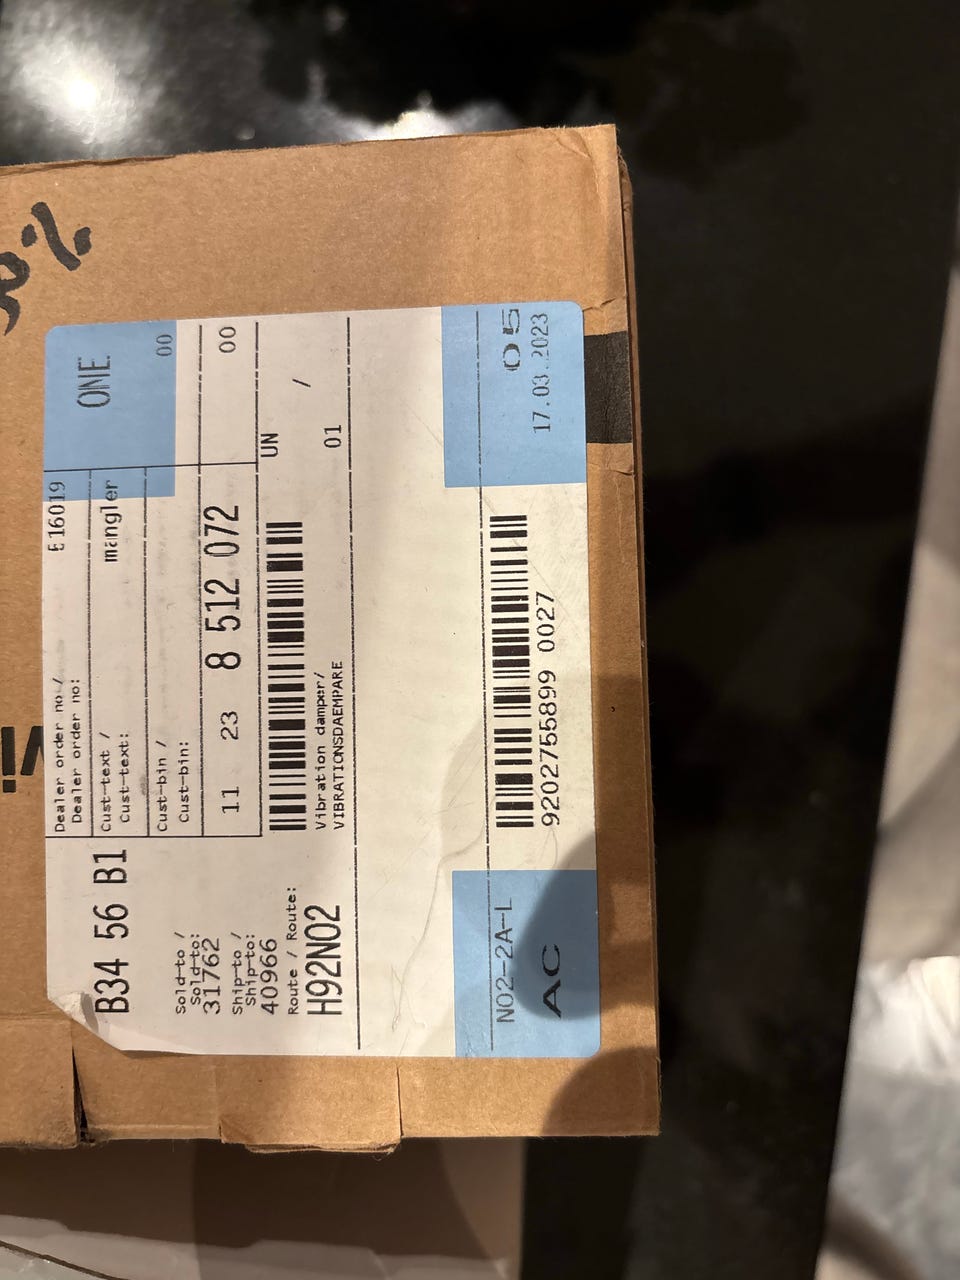 50%
B34 56 B1
Dealer order no /
Dealer order no:
E16019
ONE
Cust-text /
Cust-text:
mangler
Cust-bin /
Cust-bin:
00
Sold-to /
Sold-to:
31762
11 23 8 512 072
00
Ship-to /
Ship-to:
40966
UN
Route / Route:
H92N02
Vibration damper/
VIBRATIONSDAEMPARE
/
01
N02-2A-L
AC
9202755899 0027
05
17.03.2023